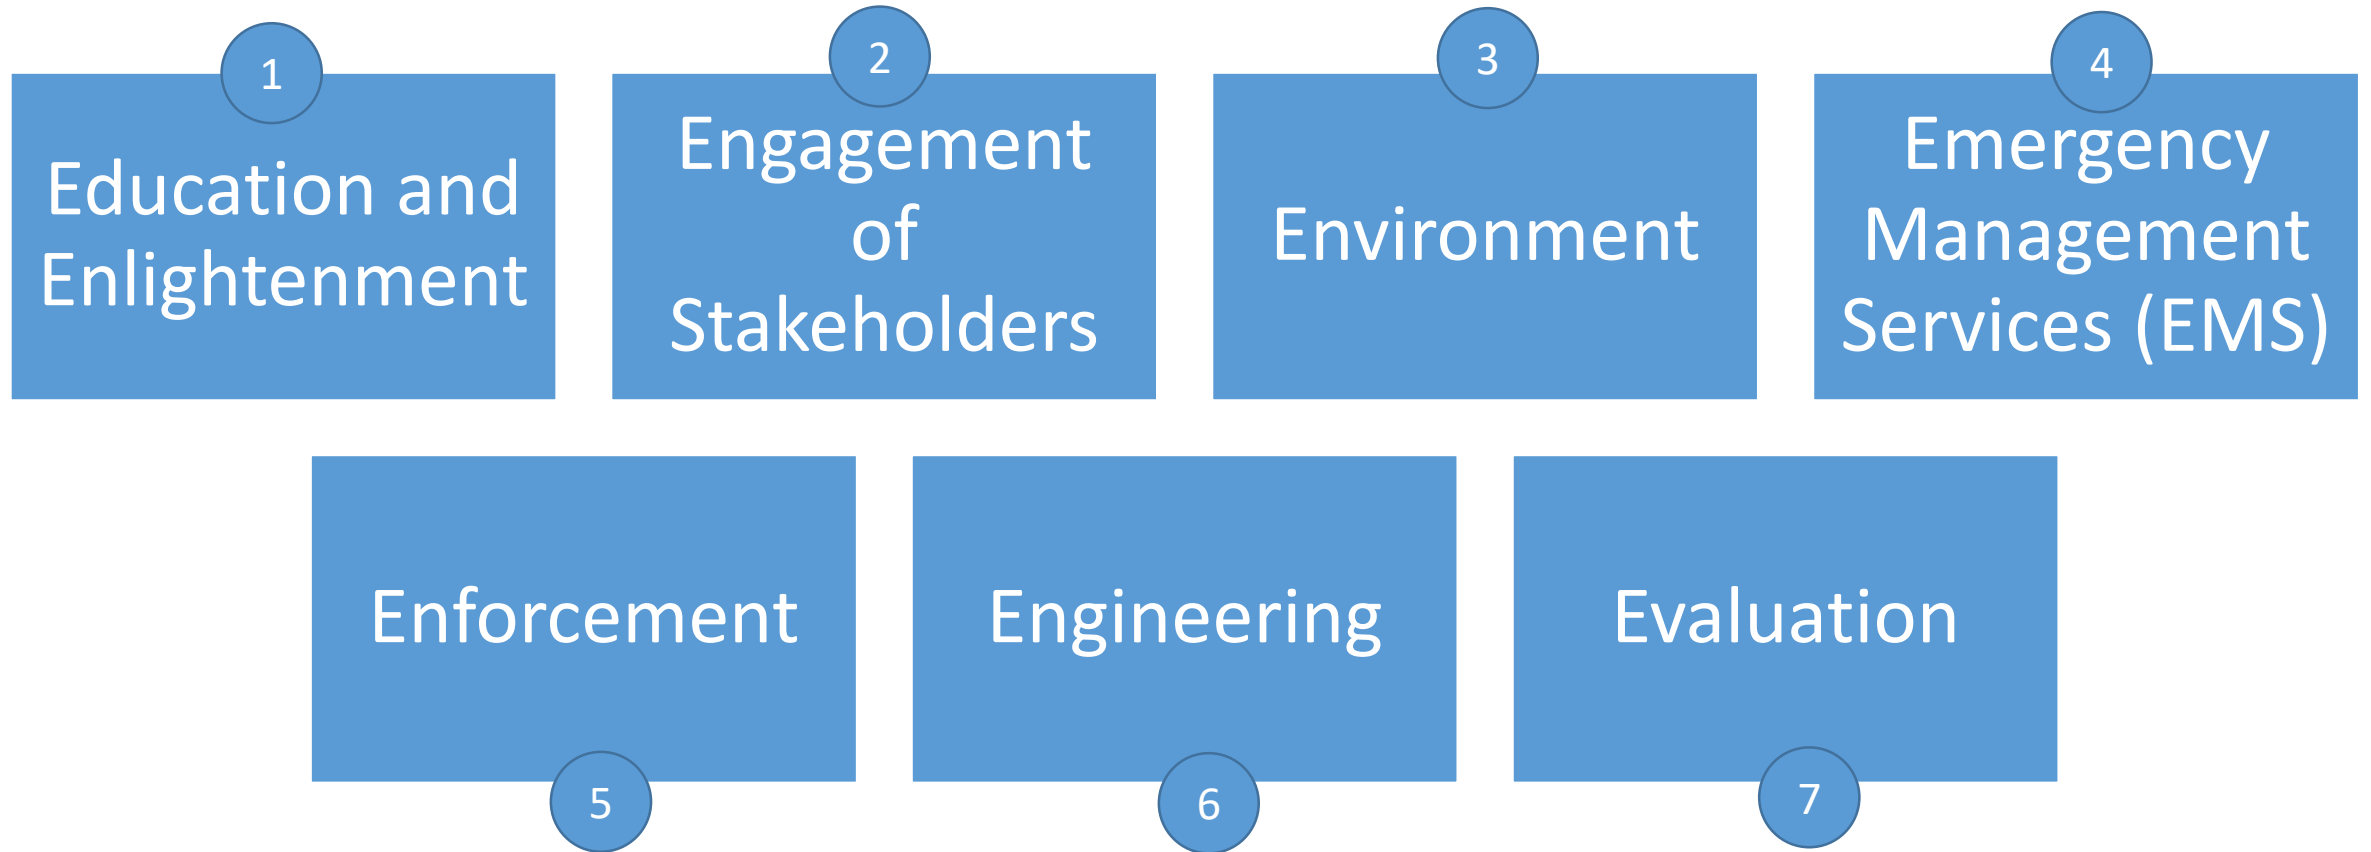 1
Education and
Enlightenment
2
Engagement
of
Stakeholders
3
Environment
4
Emergency
Management
Services (EMS)
Enforcement
5
Engineering
6
Evaluation
7